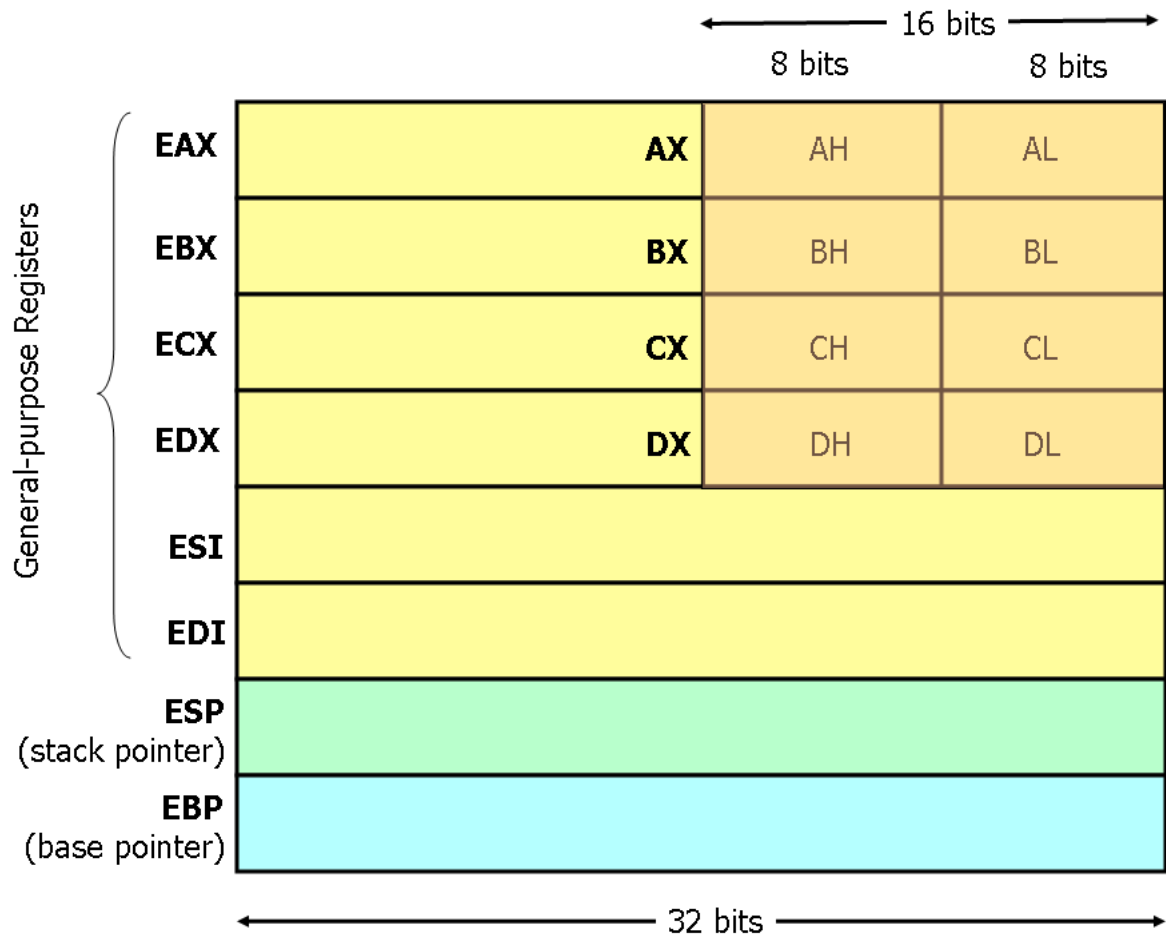 16 bits
8 bits 8 bits
General-purpose Registers
EAX AX AH AL
EBX BX BH BL
ECX CX CH CL
EDX DX DH DL
ESI
EDI
ESP
(stack pointer)
EBP
(base pointer)
32 bits